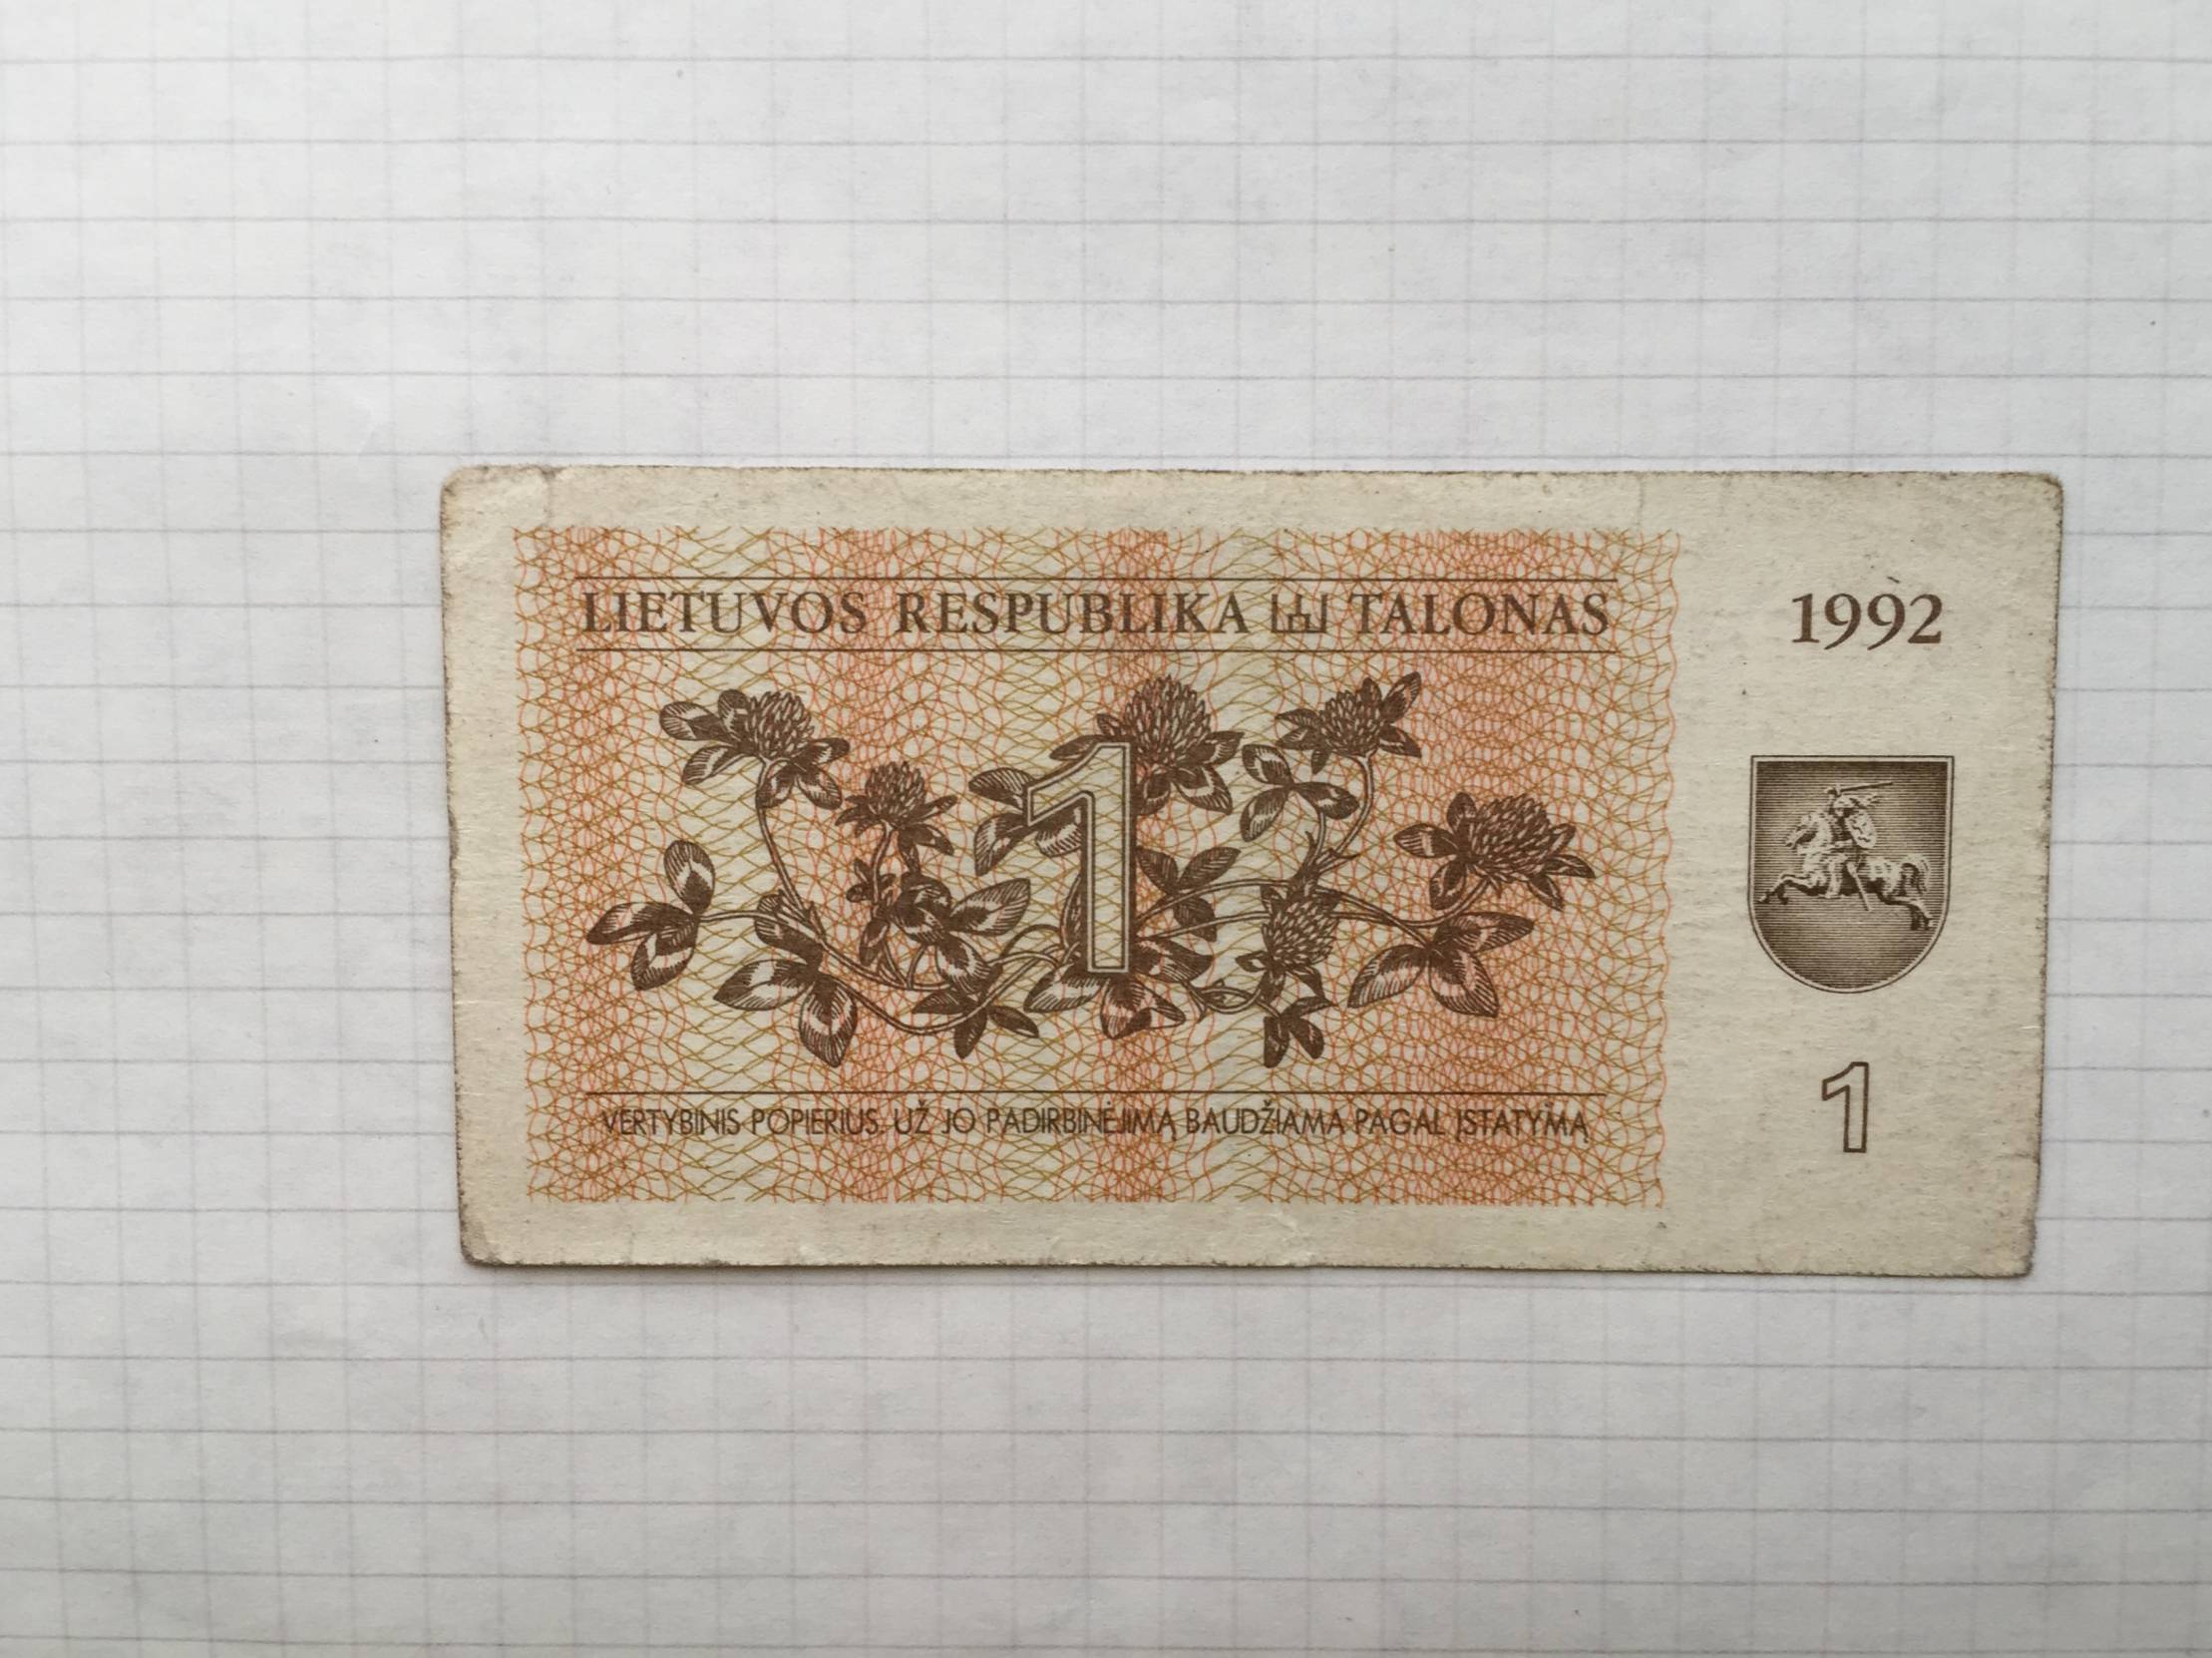 LIETUVOS RESPUBLIKA TALONAS
1992
1
1
VERTYBINIS POPIERIUS. UŽ JO PADIRBINĖJIMĄ BAUDŽIAMA PAGAL ĮSTATYMĄ